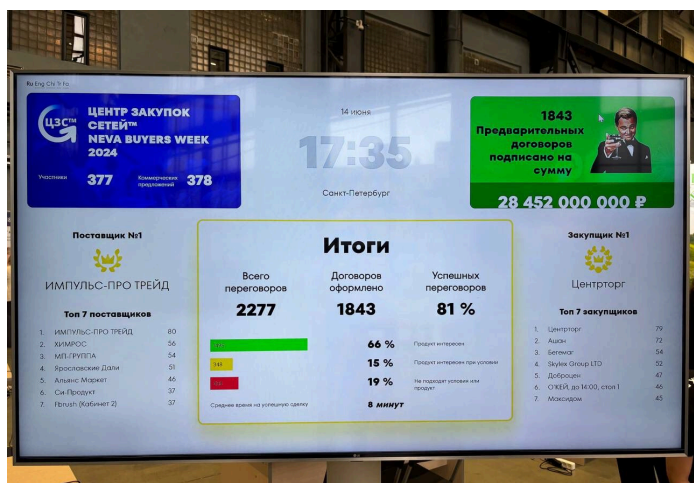 Ru Eng Chi Tr Fa
ЦЗС™
ЦЕНТР ЗАКУПОК
СЕТЕЙ™
NEVA BUYERS WEEK
2024
Участники
377
Коммерческих
предложений
378
14 июня
17:35
Санкт-Петербург
1843
Предварительных
договоров
подписано на
сумму
28 452 000 000 ₽
Поставщик №1
ИМПУЛЬС-ПРО ТРЕЙД
Топ 7 поставщиков
1. ИМПУЛЬС-ПРО ТРЕЙД 80
2. ХИМРОС 56
3. МП-ГРУППА 54
4. Ярославские Дали 51
5. Альянс Маркет 46
6. Си-Продукт 37
7. Fbrush (Кабинет 2) 37
Итоги
Всего
переговоров
2277
Договоров
оформлено
1843
Успешных
переговоров
81 %
66 % Продукт интересен
348 15 % Продукт интересен при условии
19 % Не подходят условия или
продукт
Среднее время на успешную сделку 8 минут
Закупщик №1
Центрторг
Топ 7 закупщиков
1. Центрторг 79
2. Ашан 72
3. Бегемаг 54
4. Skylex Group LTD 52
5. Доброцен 47
6. О'КЕЙ, до 14:00, стол 1 46
7. Максидом 45
LG